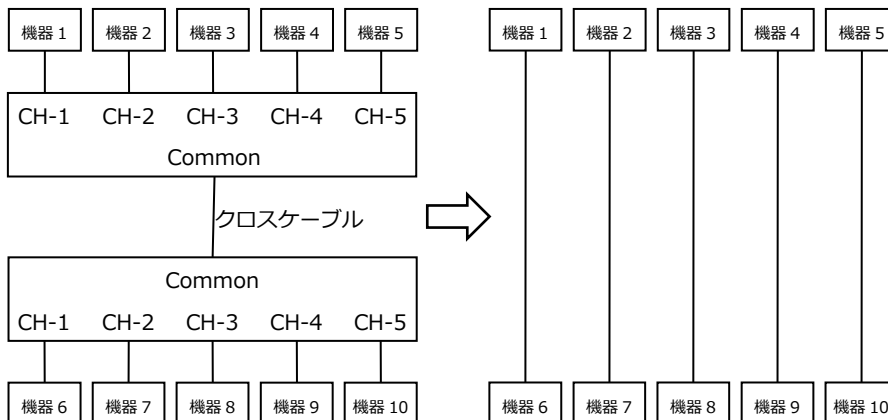 機器 1 機器 2 機器 3 機器 4 機器 5
CH-1 CH-2 CH-3 CH-4 CH-5
Common
クロスケーブル
Common
CH-1 CH-2 CH-3 CH-4 CH-5
機器 6 機器 7 機器 8 機器 9 機器 10
機器 1 機器 2 機器 3 機器 4 機器 5
機器 6 機器 7 機器 8 機器 9 機器 10